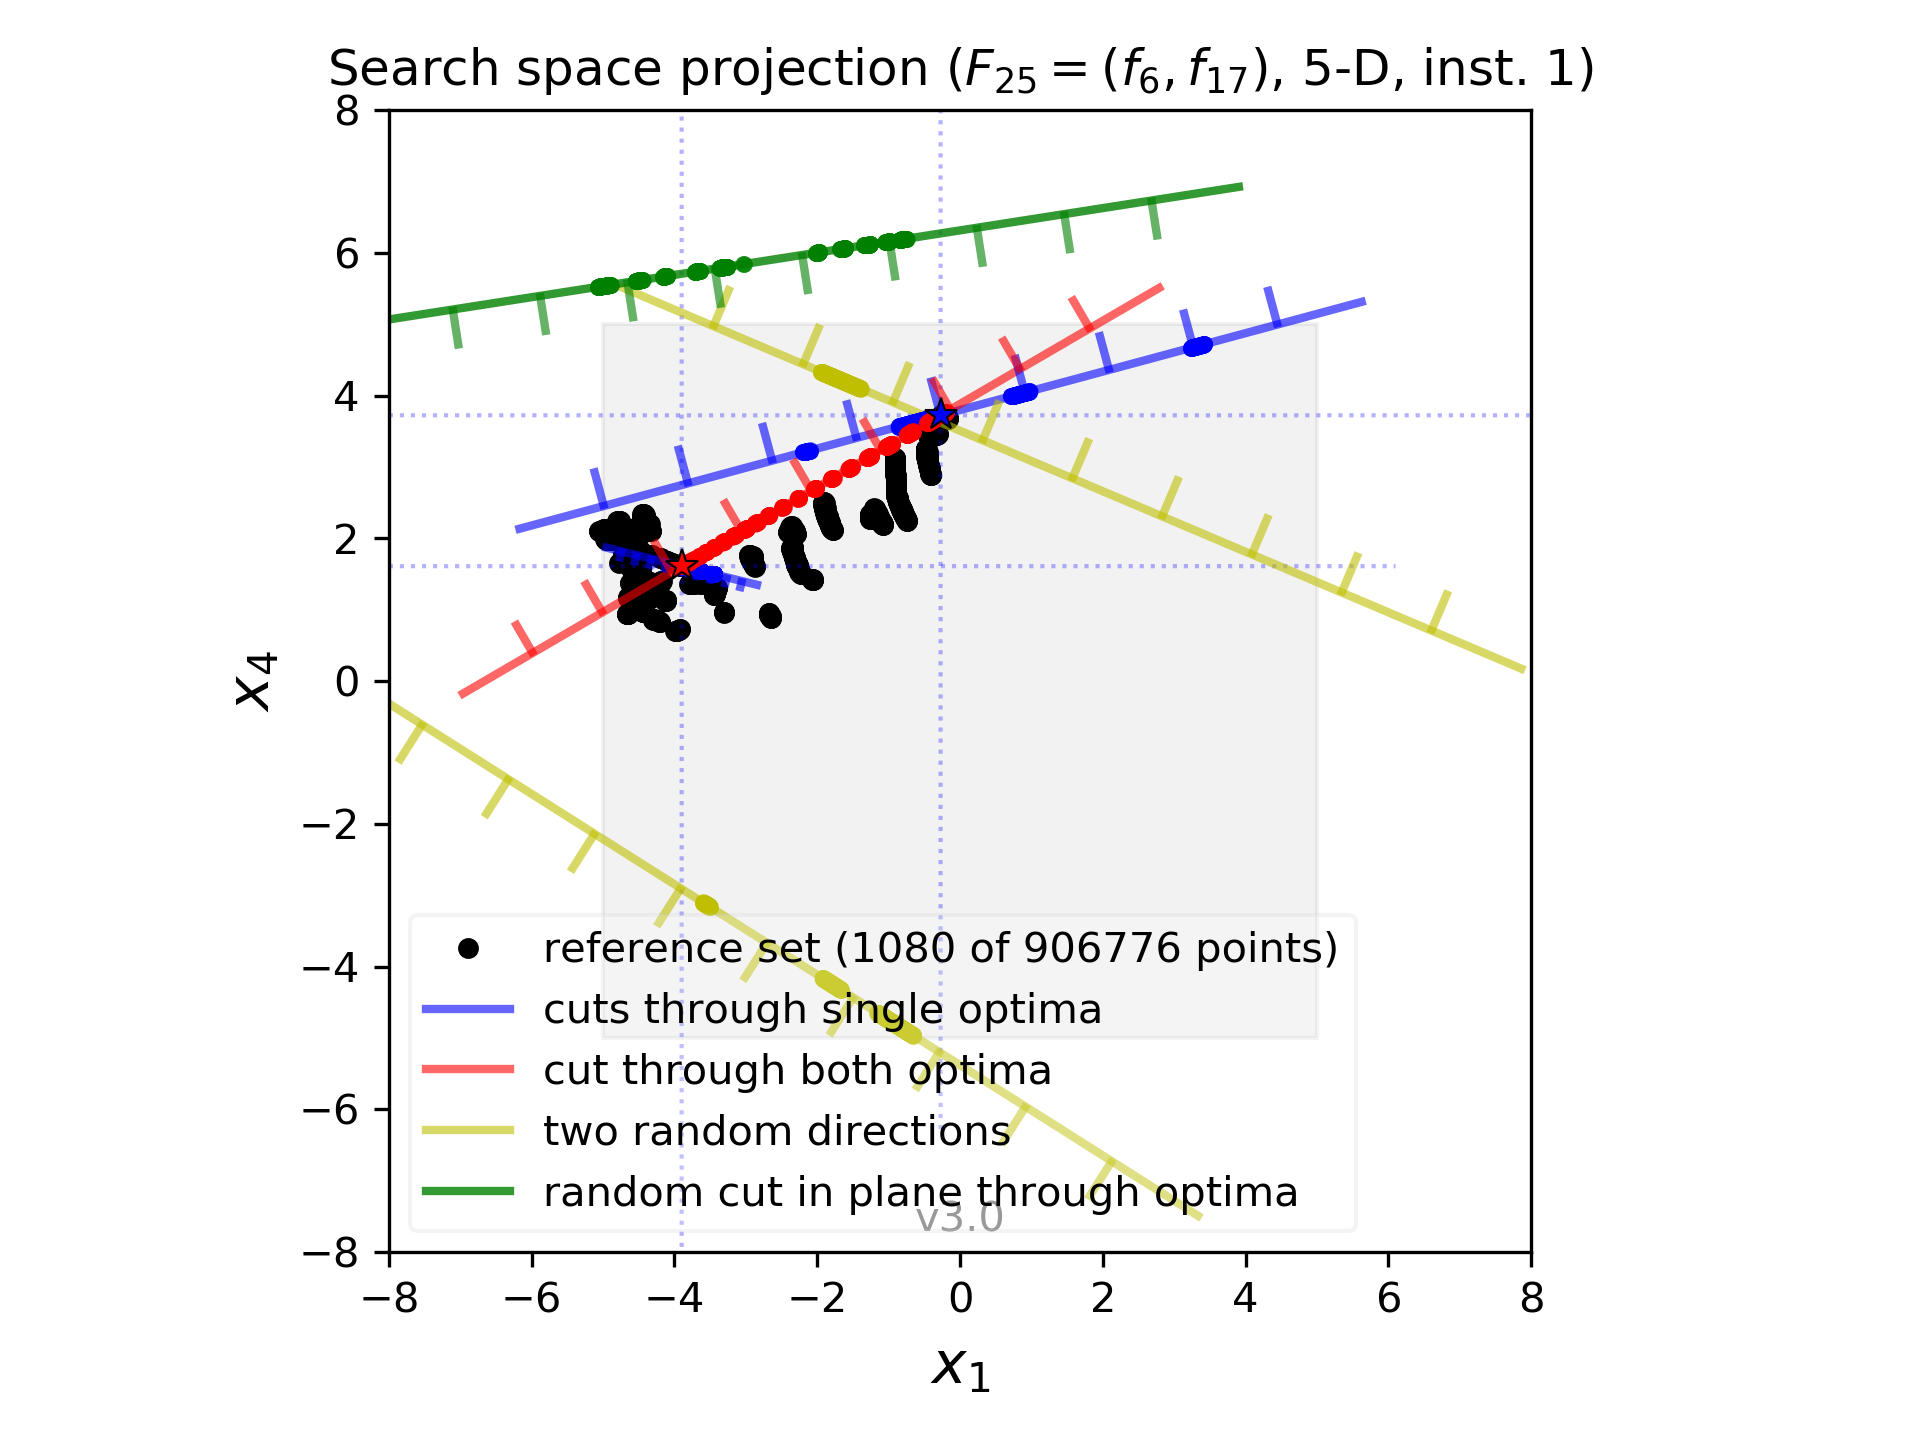 Search space projection (F₂₅ = (f₆, f₁₇), 5-D, inst. 1)
8
6
4
2
0
−2
−4
−6
−8
x₄
reference set (1080 of 906776 points)
cuts through single optima
cut through both optima
two random directions
random cut in plane through optima
v3.0
−8 −6 −4 −2 0 2 4 6 8
x₁